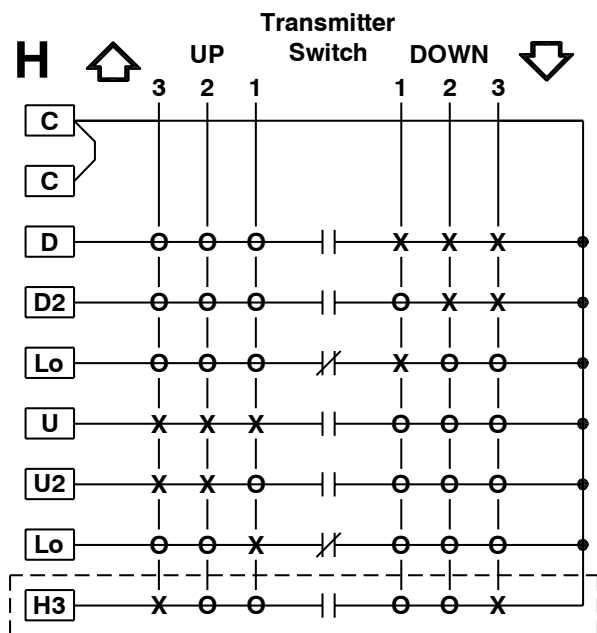 Transmitter
H UP Switch DOWN
3 2 1 1 2 3
C
C
D O O O X X X
D2 O O O O X X
Lo O O O X O O
U X X X O O O
U2 X X O O O O
Lo O O X O O O
H3 X O O O O X